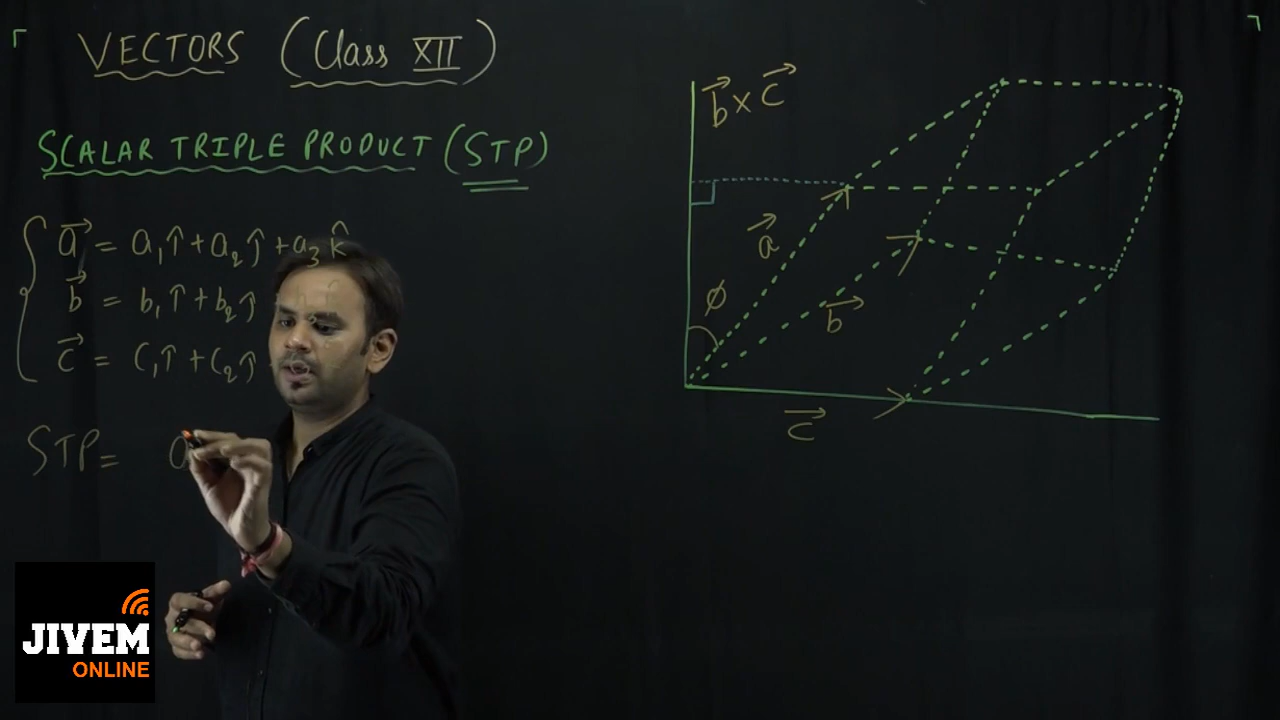 VECTORS (Class XII)
SCALAR TRIPLE PRODUCT (STP)
a⃗ = a₁î + a₂ĵ + a₃k̂
b⃗ = b₁î + b₂ĵ
c⃗ = c₁î + c₂ĵ
STP = a
b⃗ × c⃗
a⃗
φ
b⃗
c⃗
JIVEM
ONLINE